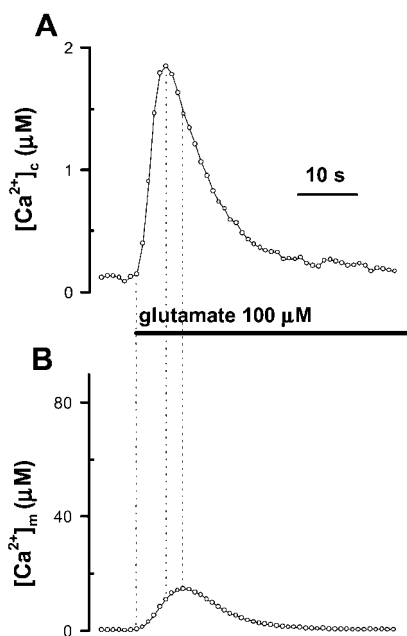 A
2
1
0
[Ca2+]c (μM)
10 s
glutamate 100 μM
B
80
40
0
[Ca2+]m (μM)